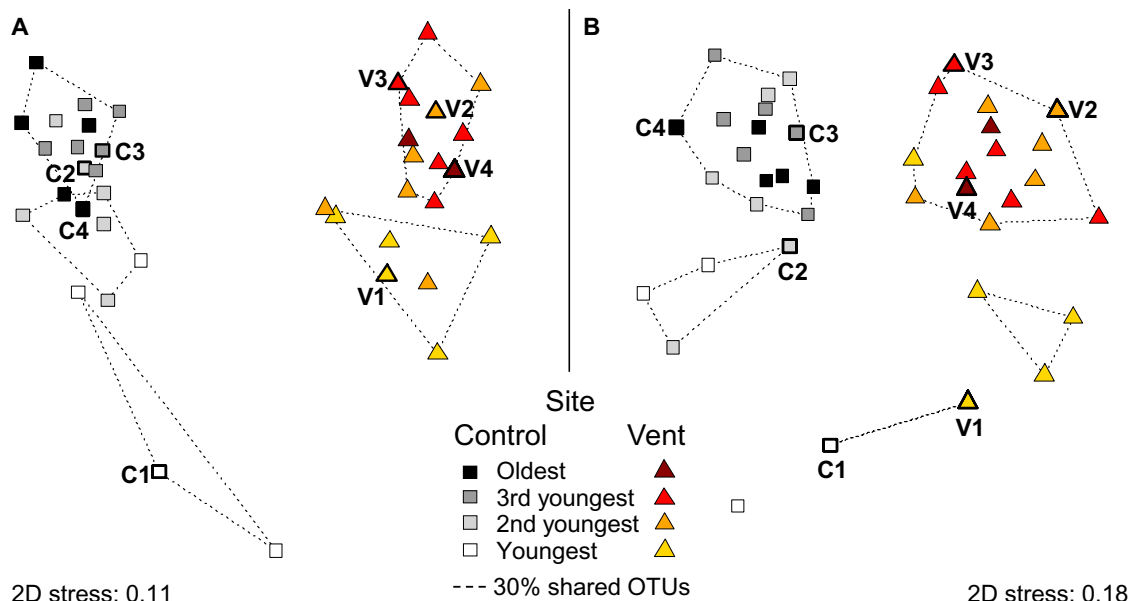 A
B
V3
V2
V4
C3
C2
C4
V1
C1
V3
V2
C4
C3
V4
C2
V1
C1
Site
Control Vent
Oldest
3rd youngest
2nd youngest
Youngest
--- 30% shared OTUs
2D stress: 0.11
2D stress: 0.18